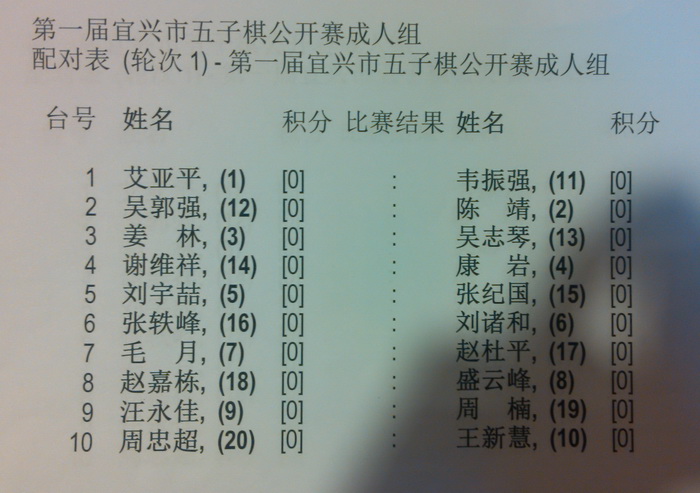 第一届宜兴市五子棋公开赛成人组
配对表 (轮次 1) - 第一届宜兴市五子棋公开赛成人组
台号 姓名 积分 比赛结果 姓名 积分
1 艾亚平, (1) [0] : 韦振强, (11) [0]
2 吴郭强, (12) [0] : 陈 靖, (2) [0]
3 姜 林, (3) [0] : 吴志琴, (13) [0]
4 谢维祥, (14) [0] : 康 岩, (4) [0]
5 刘宇喆, (5) [0] : 张纪国, (15) [0]
6 张轶峰, (16) [0] : 刘诸和, (6) [0]
7 毛 月, (7) [0] : 赵杜平, (17) [0]
8 赵嘉栋, (18) [0] : 盛云峰, (8) [0]
9 汪永佳, (9) [0] : 周 楠, (19) [0]
10 周忠超, (20) [0] : 王新慧, (10) [0]